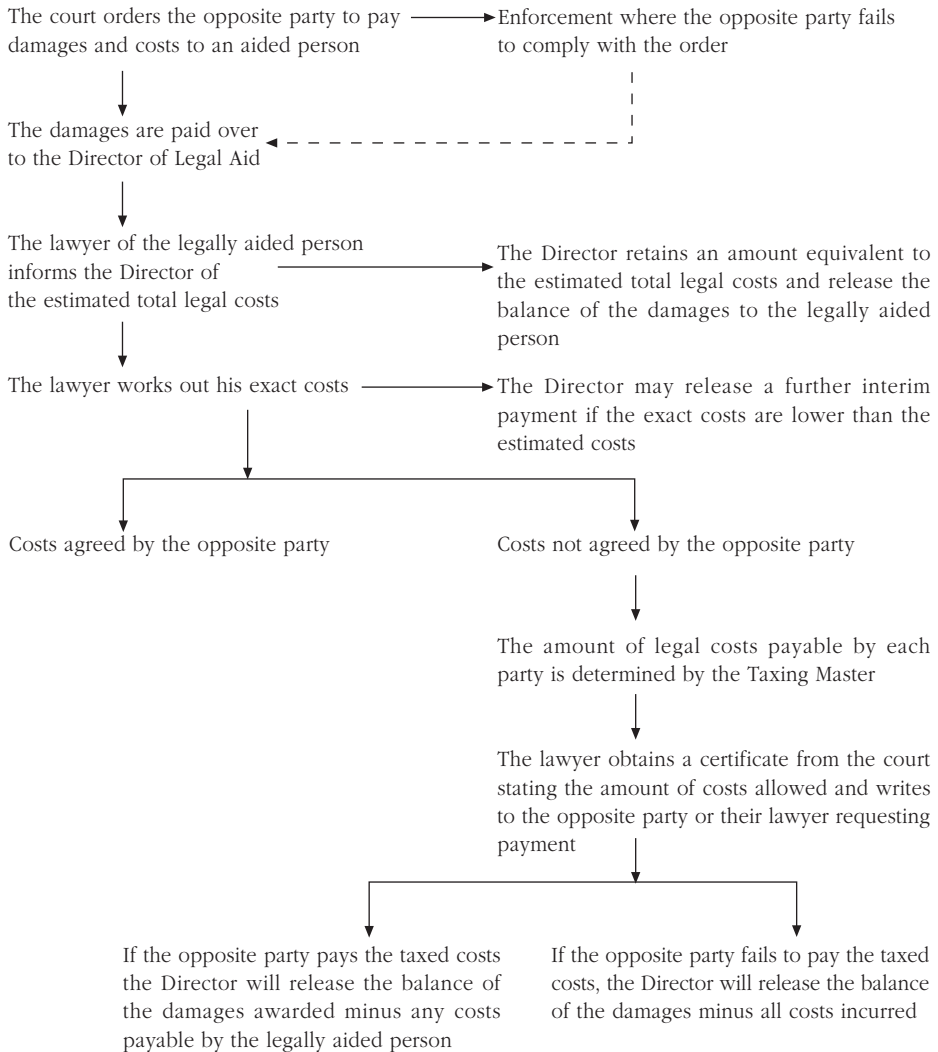 The court orders the opposite party to pay
damages and costs to an aided person
Enforcement where the opposite party fails
to comply with the order
The damages are paid over
to the Director of Legal Aid
The lawyer of the legally aided person
informs the Director of
the estimated total legal costs
The Director retains an amount equivalent to
the estimated total legal costs and release the
balance of the damages to the legally aided
person
The lawyer works out his exact costs
The Director may release a further interim
payment if the exact costs are lower than the
estimated costs
Costs agreed by the opposite party
Costs not agreed by the opposite party
The amount of legal costs payable by each
party is determined by the Taxing Master
The lawyer obtains a certificate from the court
stating the amount of costs allowed and writes
to the opposite party or their lawyer requesting
payment
If the opposite party pays the taxed costs
the Director will release the balance of
the damages awarded minus any costs
payable by the legally aided person
If the opposite party fails to pay the taxed
costs, the Director will release the balance
of the damages minus all costs incurred